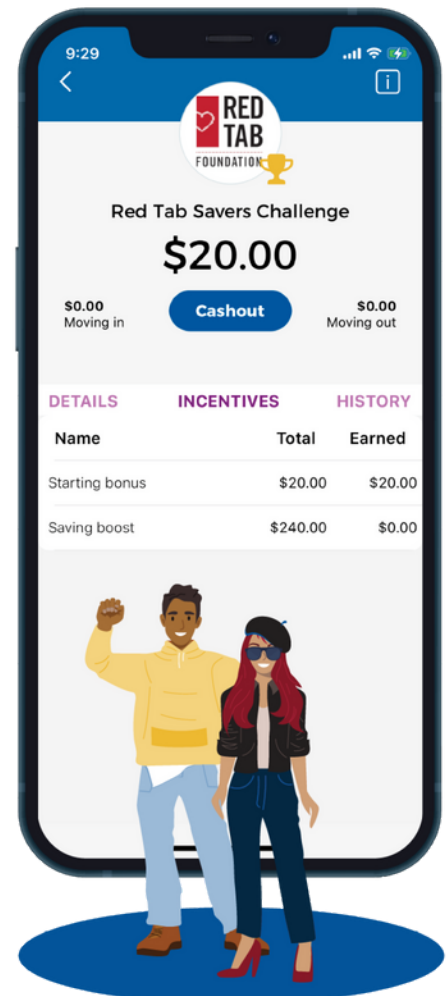 9:29
i
RED
TAB
FOUNDATION
Red Tab Savers Challenge
$20.00
$0.00
Moving in
Cashout
$0.00
Moving out
DETAILS INCENTIVES HISTORY
Name Total Earned
Starting bonus $20.00 $20.00
Saving boost $240.00 $0.00